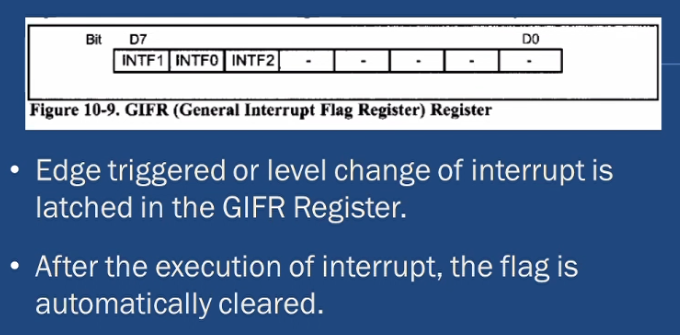 Bit D7 D0
INTF1 INTF0 INTF2 - - - - -
Figure 10-9. GIFR (General Interrupt Flag Register) Register
• Edge triggered or level change of interrupt is
latched in the GIFR Register.
• After the execution of interrupt, the flag is
automatically cleared.